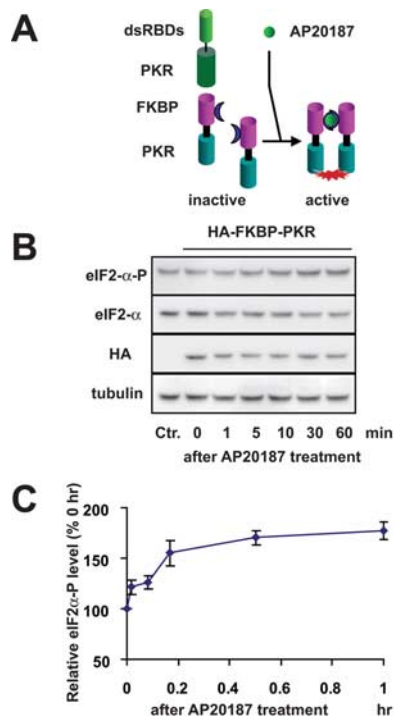 A
dsRBDs
AP20187
PKR
FKBP
PKR
inactive
active
B
HA-FKBP-PKR
eIF2-α-P
eIF2-α
HA
tubulin
Ctr. 0 1 5 10 30 60 min
after AP20187 treatment
C
Relative eIF2α-P level (% 0 hr)
200
150
100
50
0 0.2 0.4 0.6 0.8 1
after AP20187 treatment hr